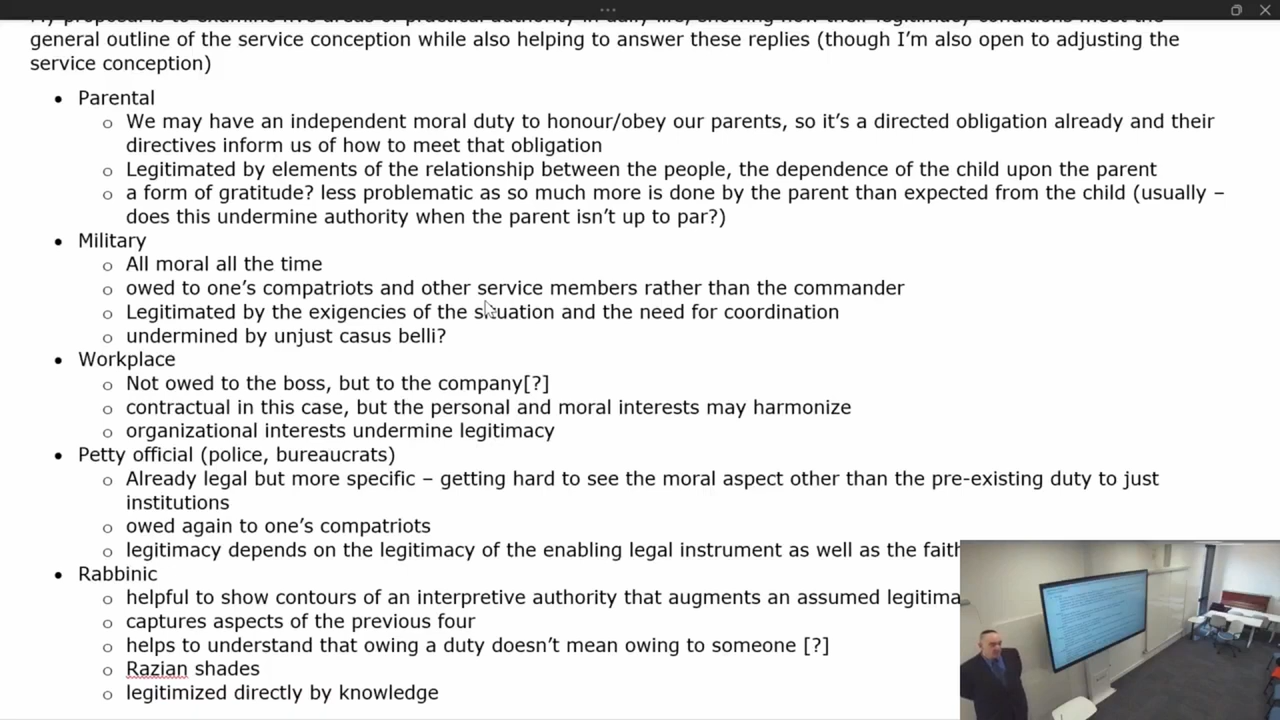 general outline of the service conception while also helping to answer these replies (though I'm also open to adjusting the
service conception)
• Parental
o We may have an independent moral duty to honour/obey our parents, so it's a directed obligation already and their
directives inform us of how to meet that obligation
o Legitimated by elements of the relationship between the people, the dependence of the child upon the parent
o a form of gratitude? less problematic as so much more is done by the parent than expected from the child (usually –
does this undermine authority when the parent isn't up to par?)
• Military
o All moral all the time
o owed to one's compatriots and other service members rather than the commander
o Legitimated by the exigencies of the situation and the need for coordination
o undermined by unjust casus belli?
• Workplace
o Not owed to the boss, but to the company[?]
o contractual in this case, but the personal and moral interests may harmonize
o organizational interests undermine legitimacy
• Petty official (police, bureaucrats)
o Already legal but more specific – getting hard to see the moral aspect other than the pre-existing duty to just
institutions
o owed again to one's compatriots
o legitimacy depends on the legitimacy of the enabling legal instrument as well as the faith
• Rabbinic
o helpful to show contours of an interpretive authority that augments an assumed legitima
o captures aspects of the previous four
o helps to understand that owing a duty doesn't mean owing to someone [?]
o Razian shades
o legitimized directly by knowledge